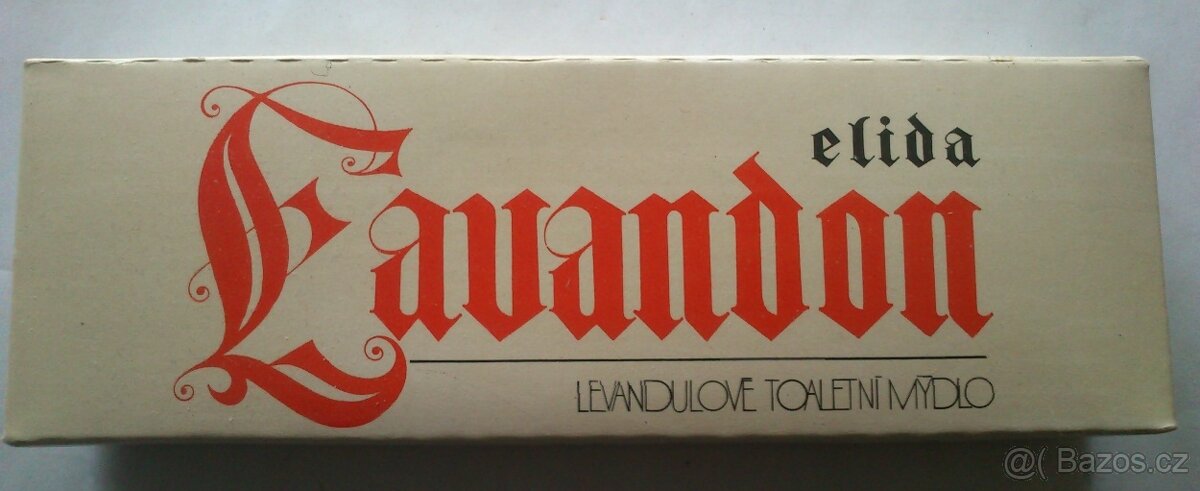 elida
Lavandon
LEVANDULOVÉ TOALETNÍ MÝDLO
@( Bazos.cz